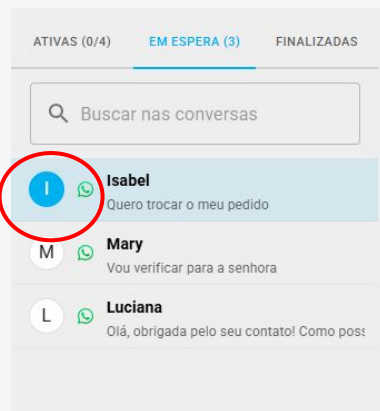 ATIVAS (0/4) EM ESPERA (3) FINALIZADAS
Buscar nas conversas
I Isabel
Quero trocar o meu pedido
M Mary
Vou verificar para a senhora
L Luciana
Olá, obrigada pelo seu contato! Como poss